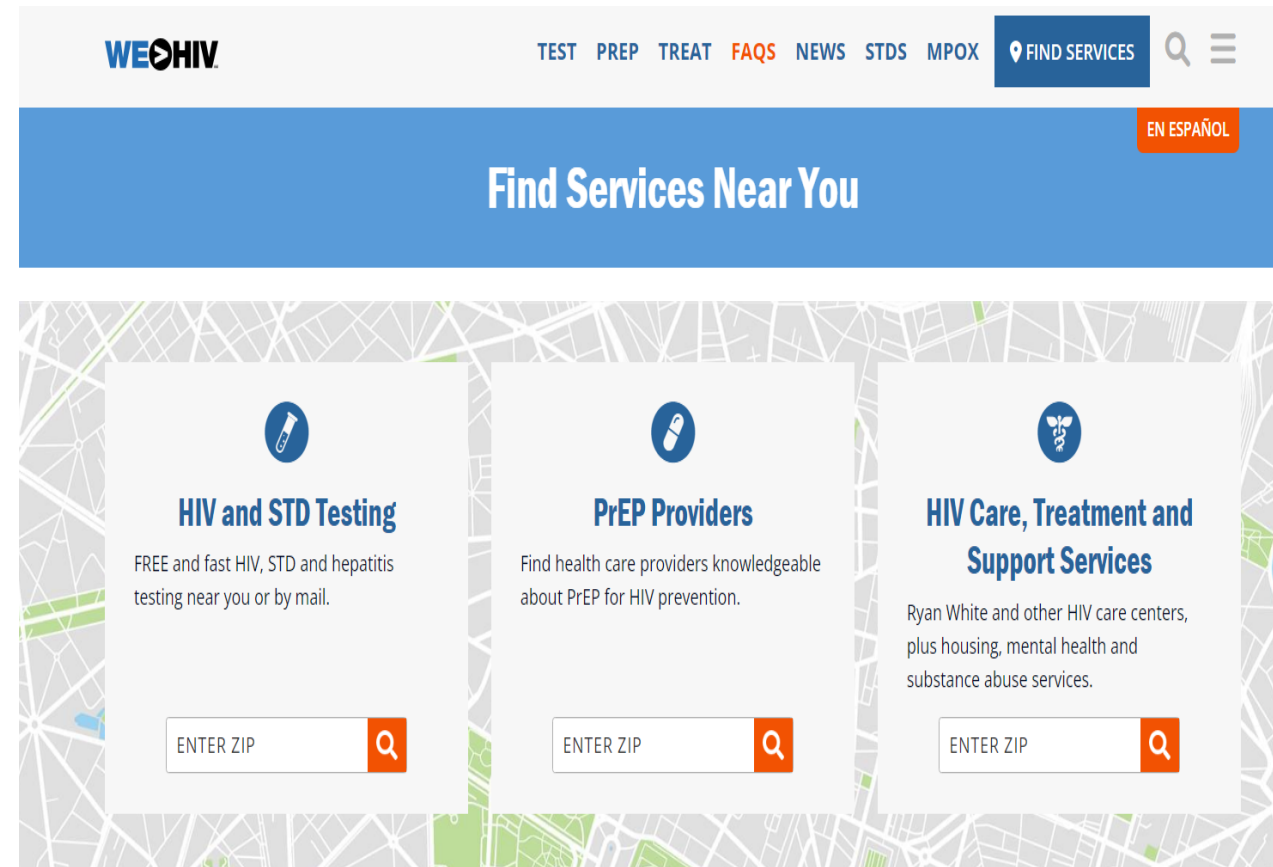 WE HIV
TEST PREP TREAT FAQS NEWS STDS MPOX FIND SERVICES
EN ESPAÑOL
Find Services Near You
HIV and STD Testing
FREE and fast HIV, STD and hepatitis
testing near you or by mail.
ENTER ZIP
PrEP Providers
Find health care providers knowledgeable
about PrEP for HIV prevention.
ENTER ZIP
HIV Care, Treatment and
Support Services
Ryan White and other HIV care centers,
plus housing, mental health and
substance abuse services.
ENTER ZIP